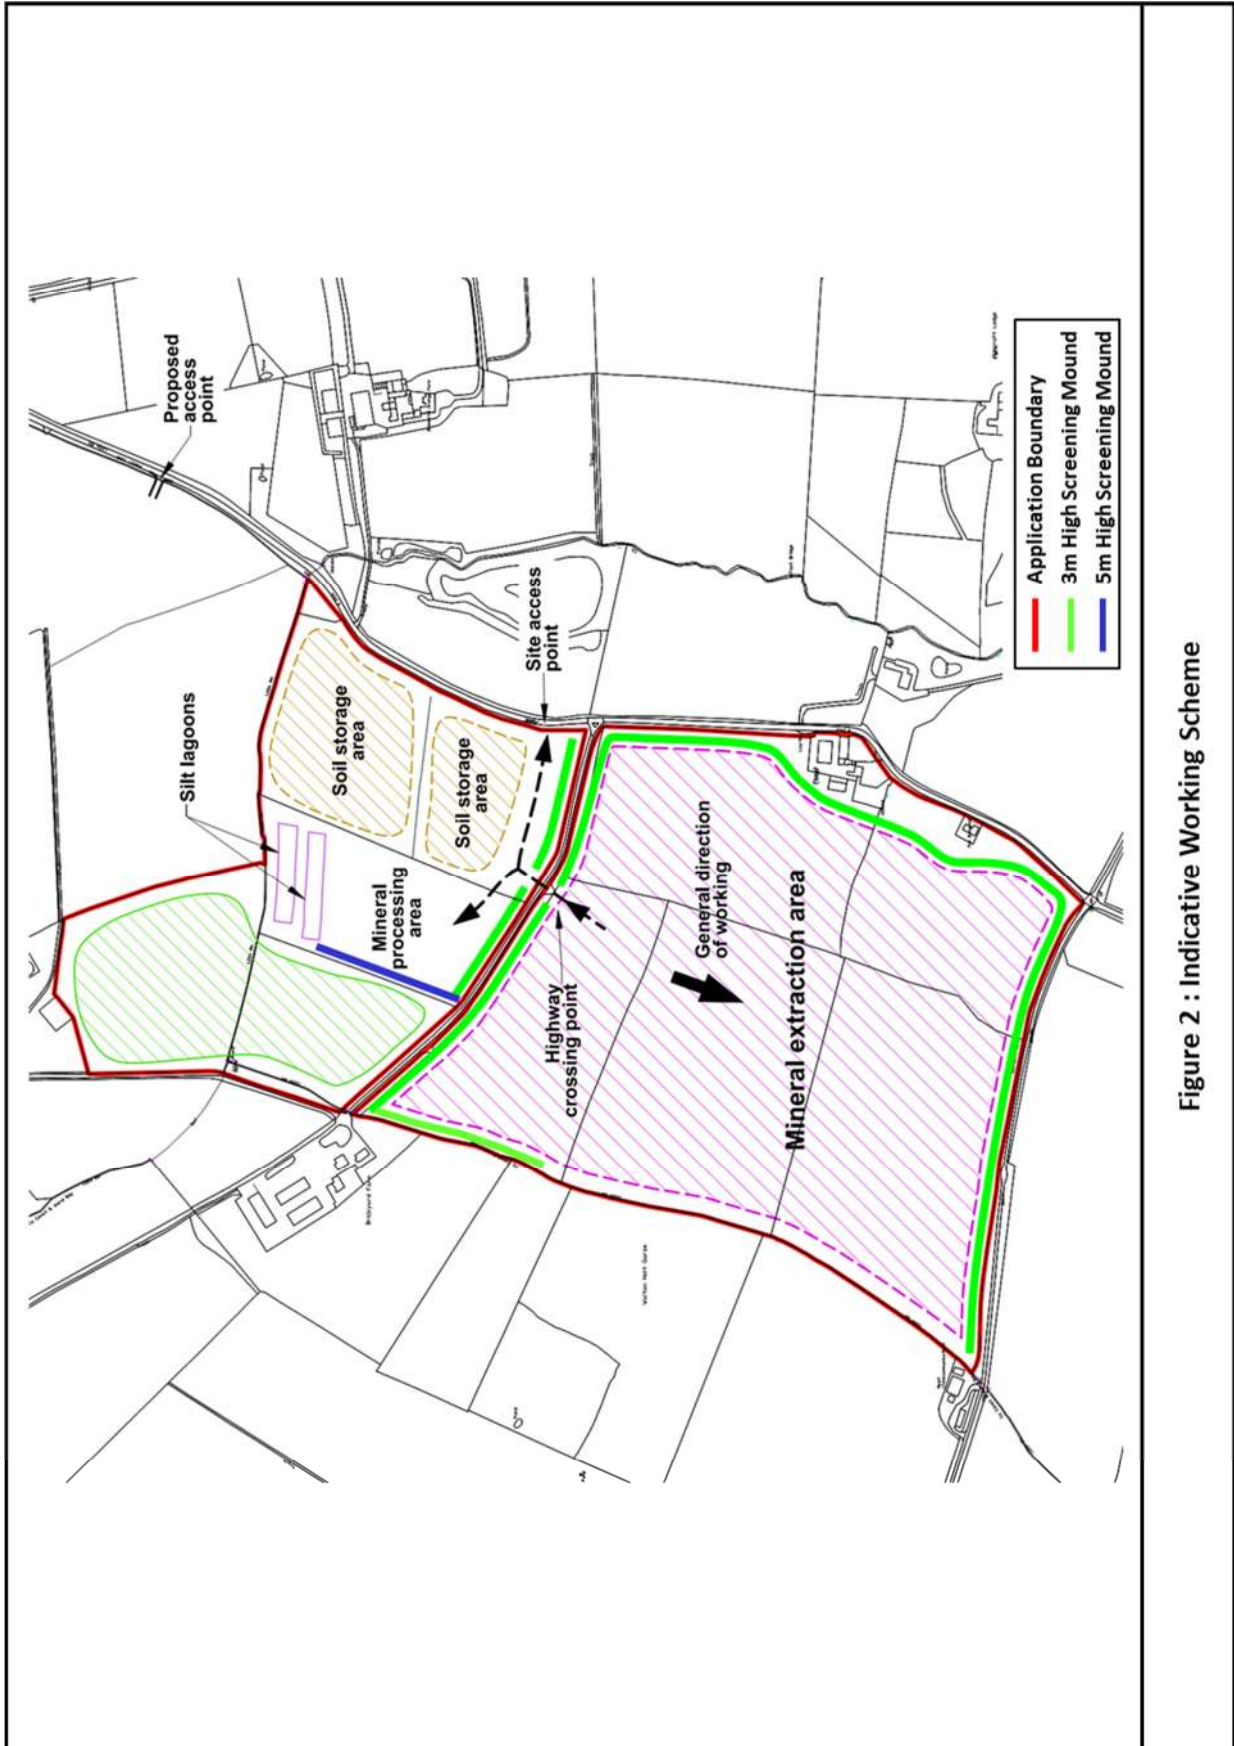 Proposed
access
point
Silt lagoons
Soil storage
area
Soil storage
area
Site access
point
Mineral
processing
area
Highway
crossing point
General direction
of working
Mineral extraction area
Brickyard Farm
Application Boundary
3m High Screening Mound
5m High Screening Mound
Figure 2 : Indicative Working Scheme